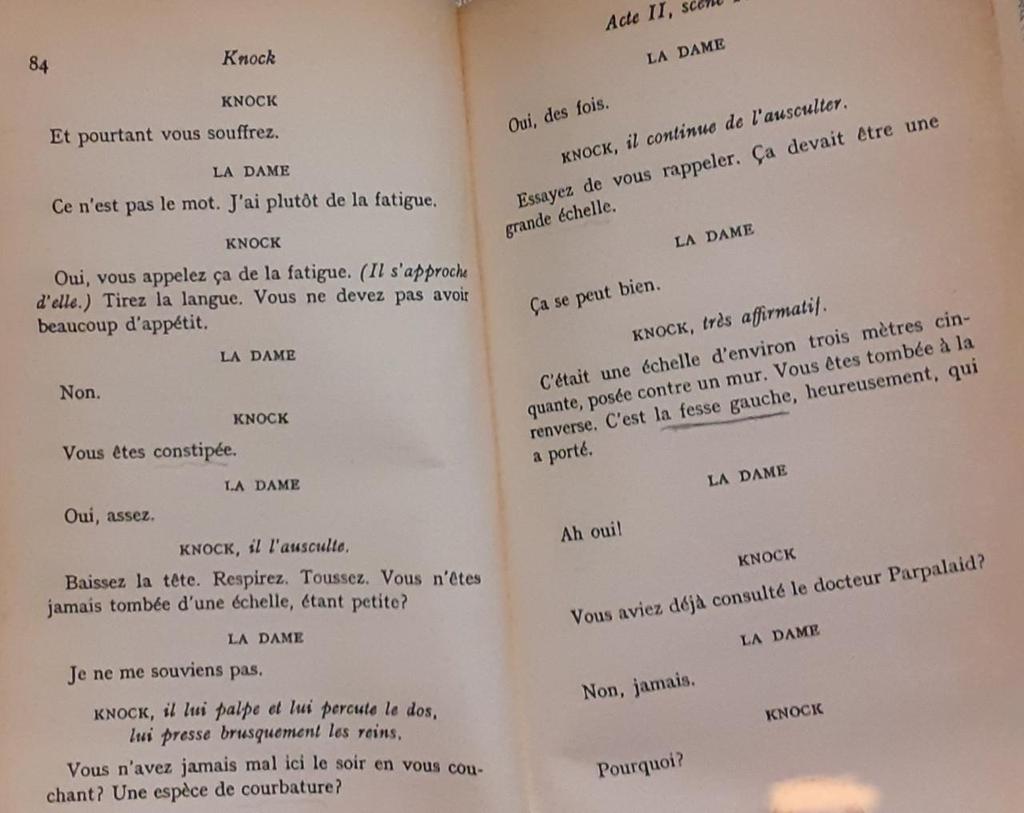 84
Knock
KNOCK
Et pourtant vous souffrez.
LA DAME
Ce n'est pas le mot. J'ai plutôt de la fatigue.
KNOCK
Oui, vous appelez ça de la fatigue. (Il s'approche
d'elle.) Tirez la langue. Vous ne devez pas avoir
beaucoup d'appétit.
LA DAME
Non.
KNOCK
Vous êtes constipée.
LA DAME
Oui, assez.
KNOCK, il l'ausculte.
Baissez la tête. Respirez. Toussez. Vous n'êtes
jamais tombée d'une échelle, étant petite?
LA DAME
Je ne me souviens pas.
KNOCK, il lui palpe et lui percute le dos,
lui presse brusquement les reins.
Vous n'avez jamais mal ici le soir en vous cou-
chant? Une espèce de courbature?
Acte II, scène
LA DAME
Oui, des fois.
KNOCK, il continue de l'ausculter.
Essayez de vous rappeler. Ça devait être une
grande échelle.
LA DAME
Ça se peut bien.
KNOCK, très affirmatif.
C'était une échelle d'environ trois mètres cin-
quante, posée contre un mur. Vous êtes tombée à la
renverse. C'est la fesse gauche, heureusement, qui
a porté.
LA DAME
Ah oui!
KNOCK
Vous aviez déjà consulté le docteur Parpalaid?
LA DAME
Non, jamais.
KNOCK
Pourquoi?